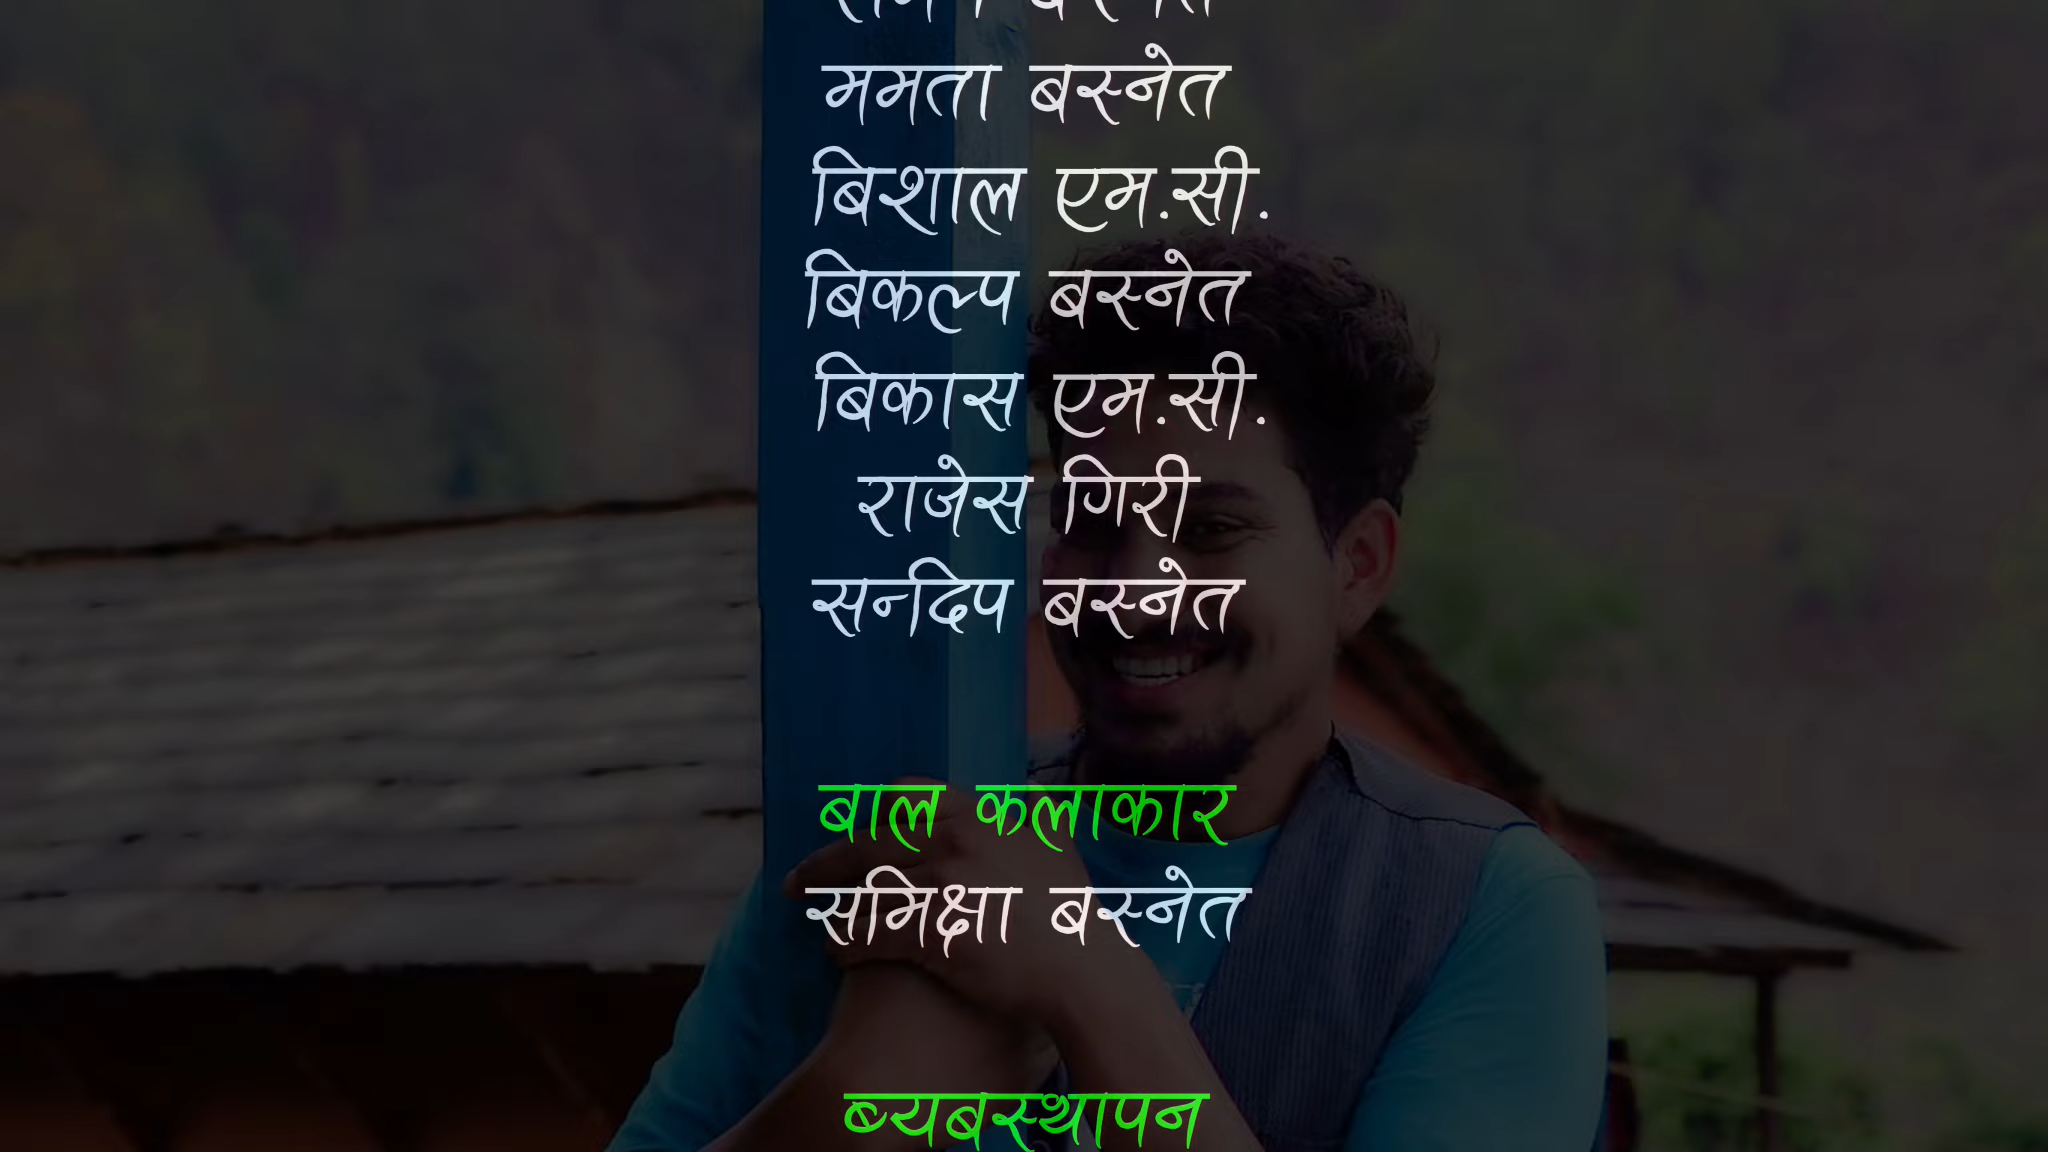 ममता बस्नेत
बिशाल एम.सी.
बिकल्प बस्नेत
बिकास एम.सी.
राजेस गिरी
सन्दिप बस्नेत
बाल कलाकार
समिक्षा बस्नेत
ब्यबस्थापन